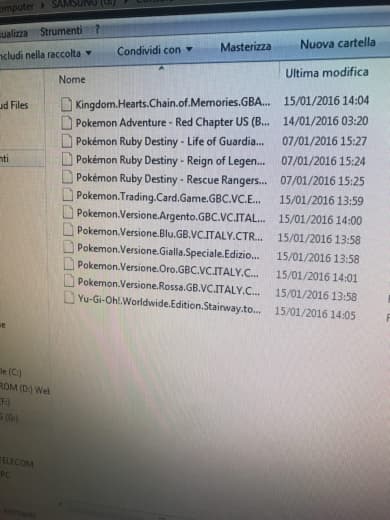 omputer ▸ SAMSUNG (G:) ▸
ualizza Strumenti ?
ncludi nella raccolta ▾ Condividi con ▾ Masterizza Nuova cartella
Nome Ultima modifica
Kingdom.Hearts.Chain.of.Memories.GBA... 15/01/2016 14:04
Pokemon Adventure - Red Chapter US (B... 14/01/2016 03:20
Pokémon Ruby Destiny - Life of Guardia... 07/01/2016 15:27
Pokémon Ruby Destiny - Reign of Legen... 07/01/2016 15:24
Pokémon Ruby Destiny - Rescue Rangers... 07/01/2016 15:25
Pokemon.Trading.Card.Game.GBC.VC.E... 15/01/2016 13:59
Pokemon.Versione.Argento.GBC.VC.ITAL... 15/01/2016 14:00
Pokemon.Versione.Blu.GB.VC.ITALY.CTR... 15/01/2016 13:58
Pokemon.Versione.Gialla.Speciale.Edizio... 15/01/2016 13:58
Pokemon.Versione.Oro.GBC.VC.ITALY.C... 15/01/2016 14:01
Pokemon.Versione.Rossa.GB.VC.ITALY.C... 15/01/2016 13:58
Yu-Gi-Oh!.Worldwide.Edition.Stairway.to... 15/01/2016 14:05
ud Files
nti
ne
le (C:)
ROM (D:) Wel
(F:)
G (G:)
TELECOM
PC